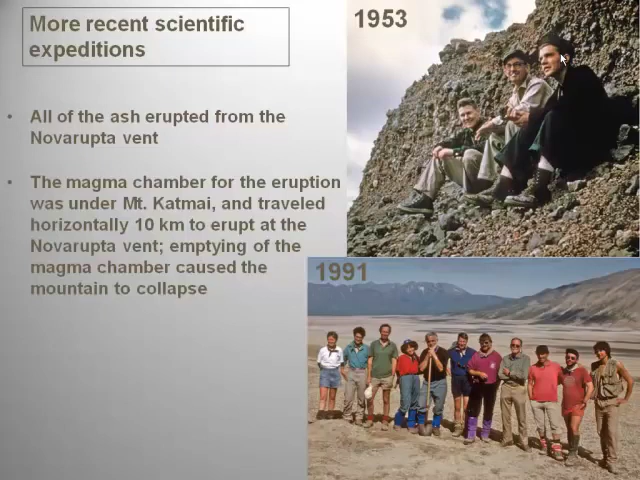 More recent scientific
expeditions
1953
• All of the ash erupted from the
Novarupta vent
• The magma chamber for the eruption
was under Mt. Katmai, and traveled
horizontally 10 km to erupt at the
Novarupta vent; emptying of the
magma chamber caused the
mountain to collapse
1991